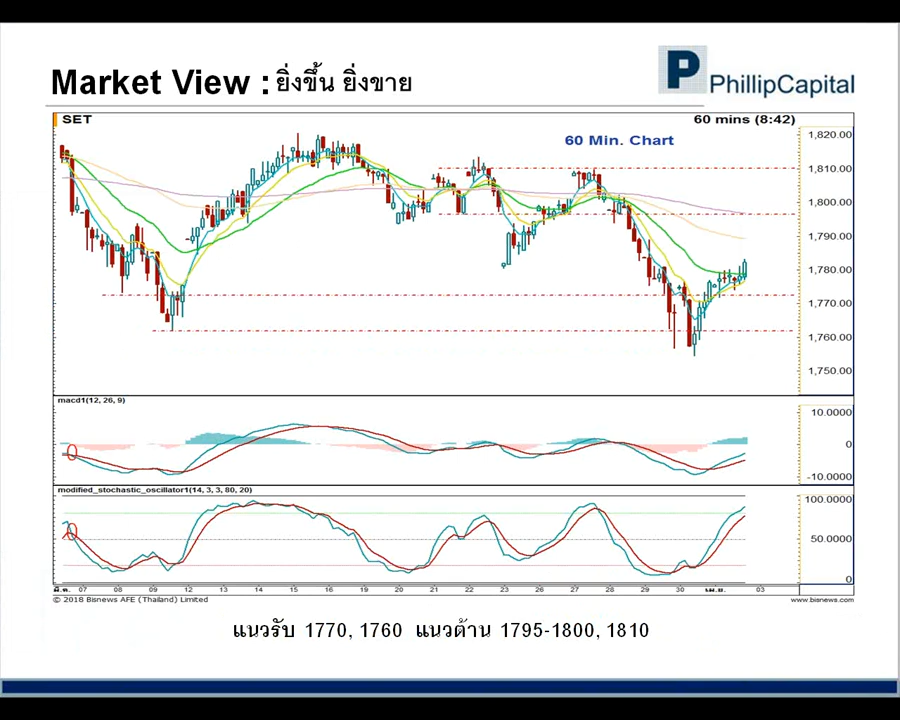 Market View : ยิ่งขึ้น ยิ่งขาย
P PhillipCapital
SET
60 mins (8:42)
60 Min. Chart
1,820.00
1,810.00
1,800.00
1,790.00
1,780.00
1,770.00
1,760.00
1,750.00
macd1(12, 26, 9)
10.0000
0
-10.0000
modified_stochastic_oscillator1(14, 3, 3, 80, 20)
100.0000
50.0000
0
มี.ค. 07 08 09 12 13 14 15 16 19 20 21 22 23 26 27 28 29 30 เม.ย. 03
© 2018 Bisnews AFE (Thailand) Limited
www.bisnews.com
แนวรับ 1770, 1760 แนวต้าน 1795-1800, 1810